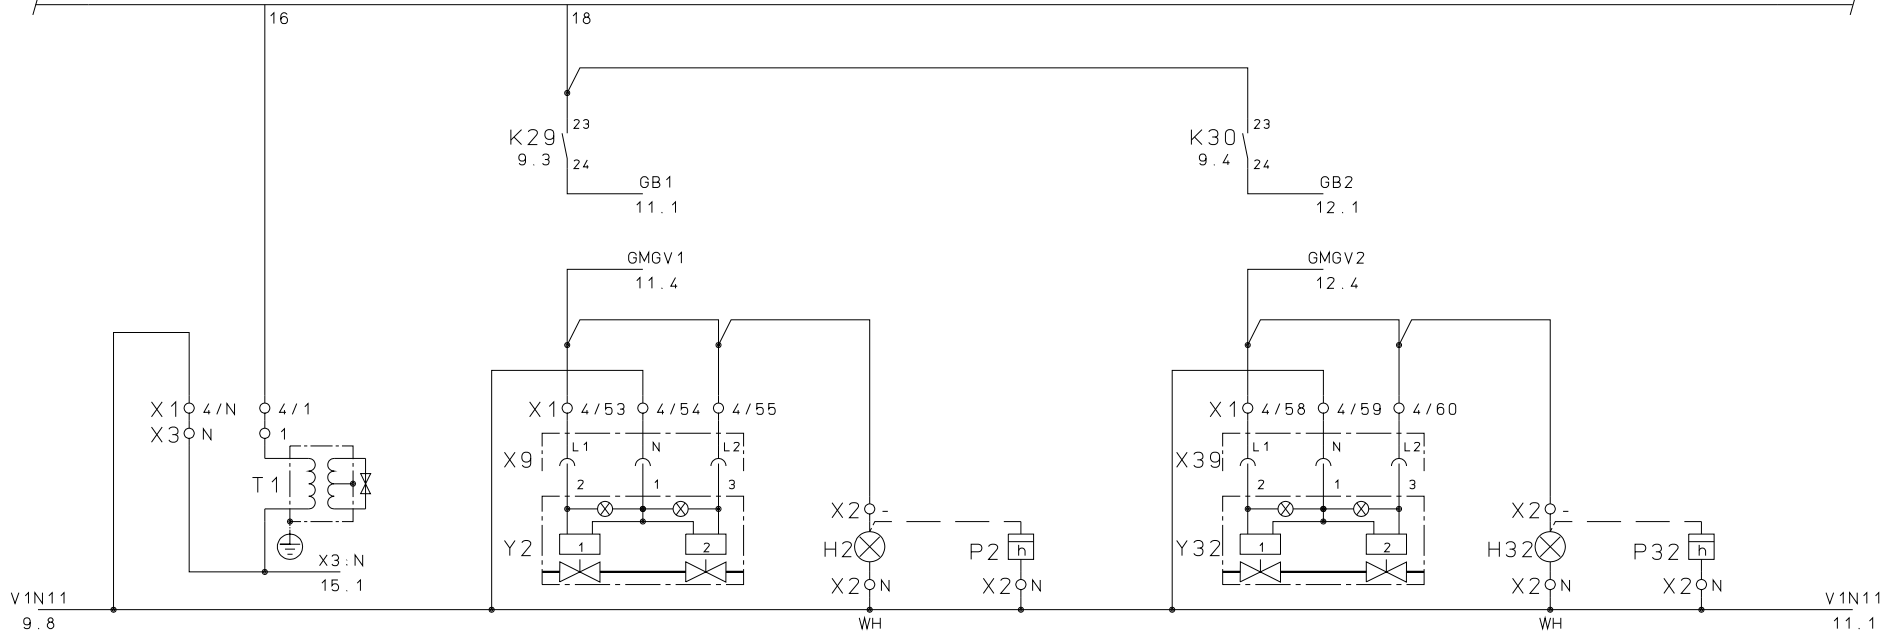 16 18
23 23
K29 K30
9.3 9.4
24 24
GB1 GB2
11.1 12.1
GMGV1 GMGV2
11.4 12.4
X1 4/N 4/1 X1 4/53 4/54 4/55 X1 4/58 4/59 4/60
X3 N 1
L1 N L2 L1 N L2
X9 X39
T1 2 1 3 2 1 3
X2 - X2 -
Y2 1 2 H2 P2 h Y32 1 2 H32 P32 h
X3:N
15.1 X2 N X2 N X2 N X2 N
V1N11 V1N11
9.8 WH WH 11.1